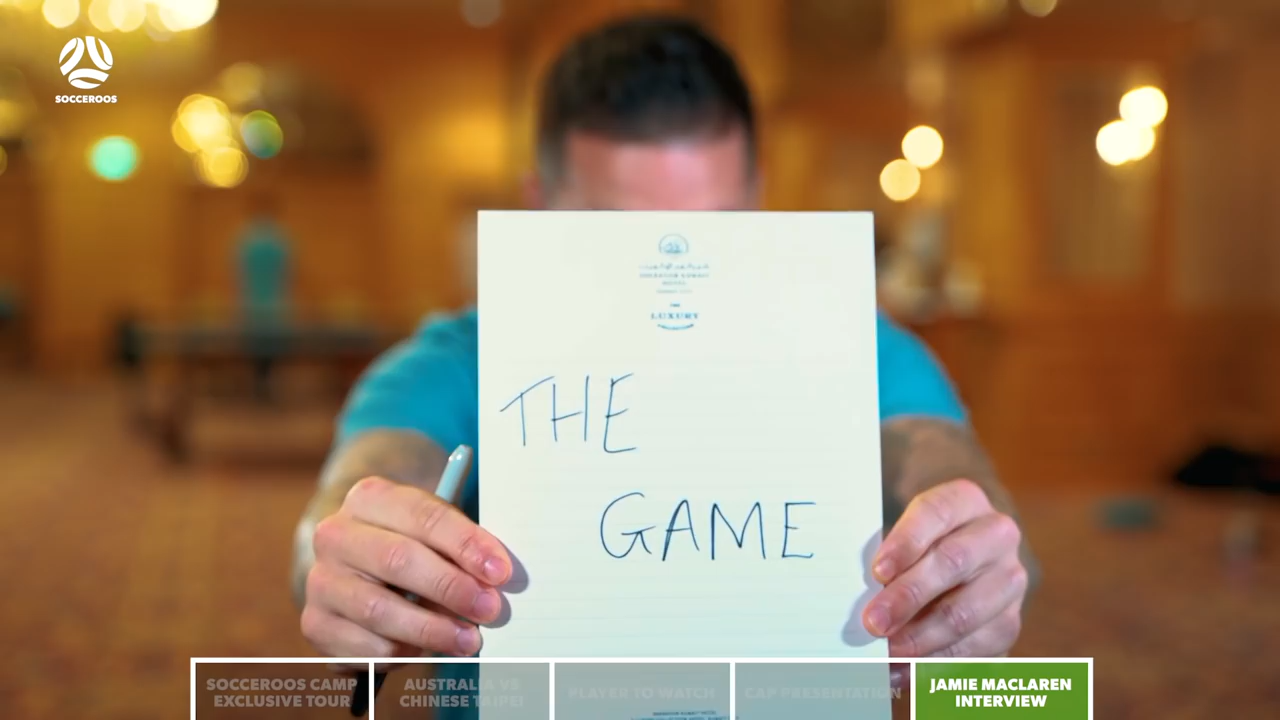 SOCCEROOS
LUXURY
THE
GAME
SOCCEROOS CAMP
EXCLUSIVE TOUR
AUSTRALIA VS
CHINESE TAIPEI
PLAYER TO WATCH
CAP PRESENTATION
JAMIE MACLAREN
INTERVIEW